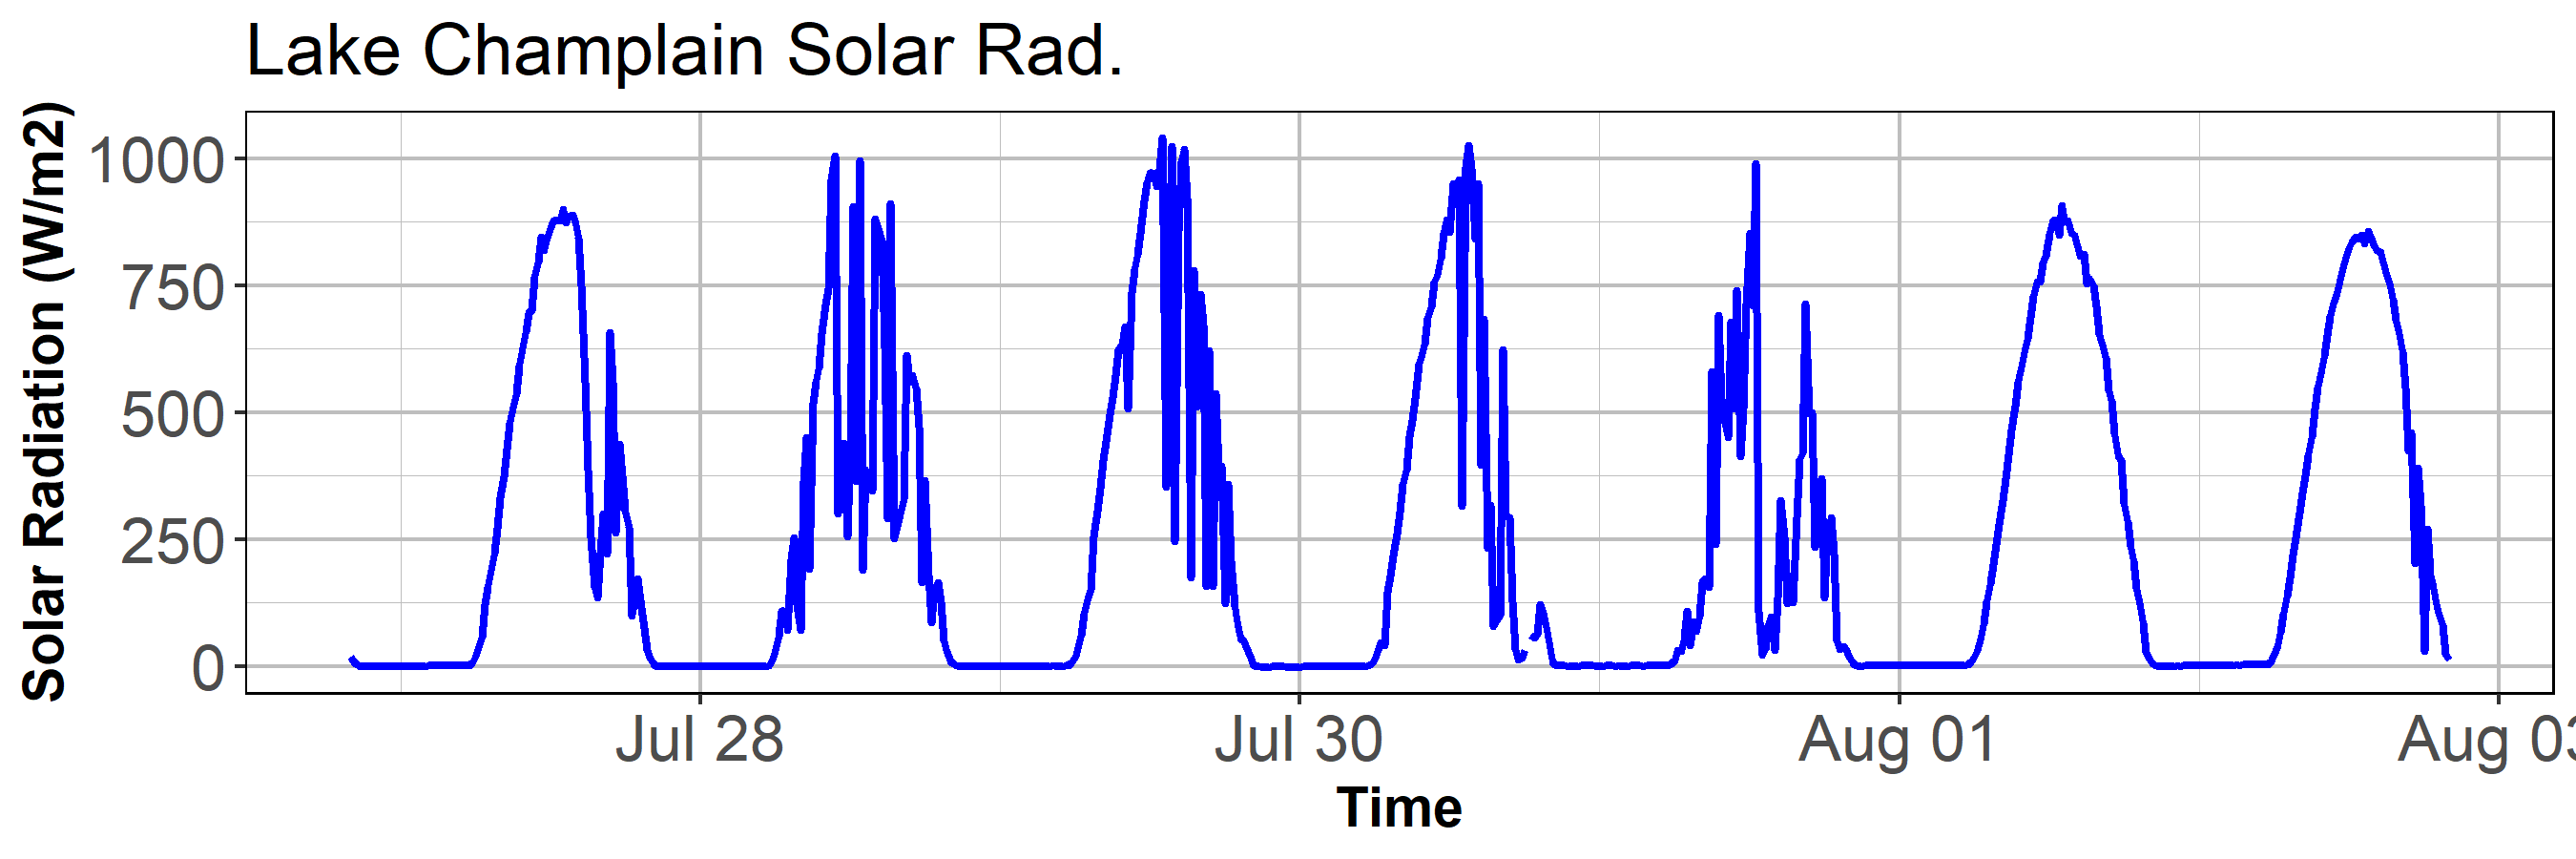 Lake Champlain Solar Rad.
Solar Radiation (W/m2)
1000
750
500
250
0
Jul 28 Jul 30 Aug 01 Aug 03
Time